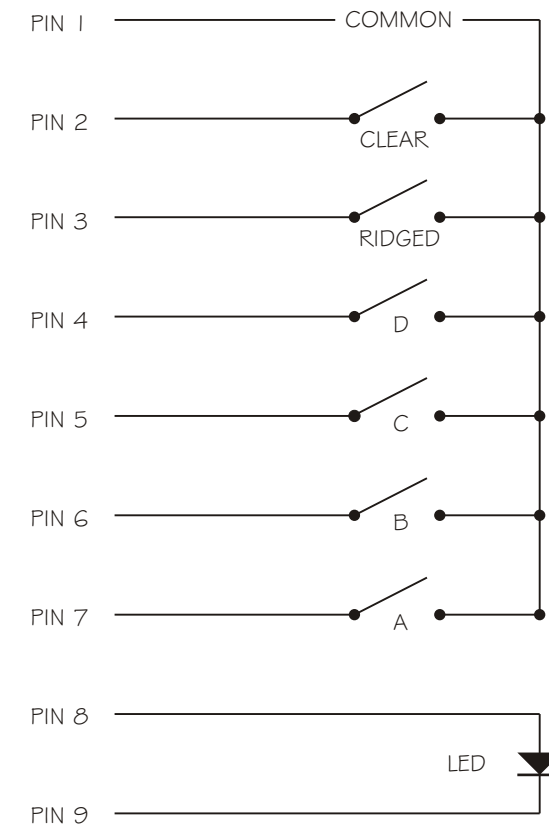 PIN 1 COMMON
PIN 2
CLEAR
PIN 3
RIDGED
PIN 4
D
PIN 5
C
PIN 6
B
PIN 7
A
PIN 8
LED
PIN 9